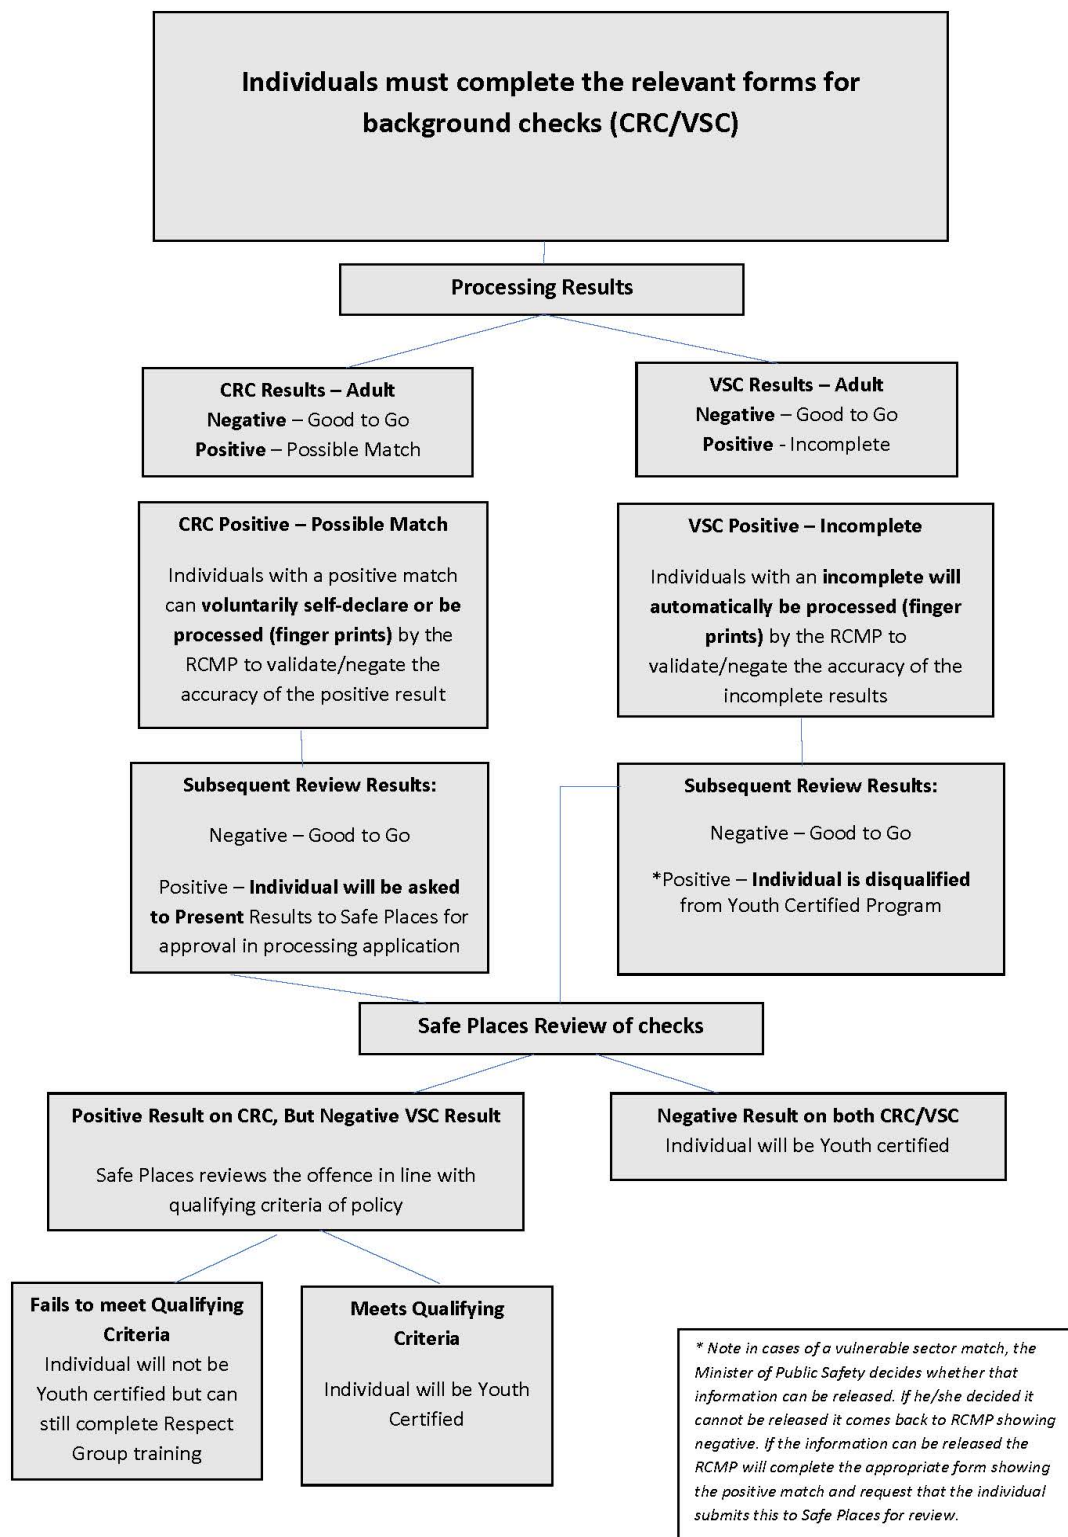 Individuals must complete the relevant forms for
background checks (CRC/VSC)
Processing Results
CRC Results – Adult
Negative – Good to Go
Positive – Possible Match
VSC Results – Adult
Negative – Good to Go
Positive - Incomplete
CRC Positive – Possible Match
Individuals with a positive match
can voluntarily self-declare or be
processed (finger prints) by the
RCMP to validate/negate the
accuracy of the positive result
VSC Positive – Incomplete
Individuals with an incomplete will
automatically be processed (finger
prints) by the RCMP to
validate/negate the accuracy of the
incomplete results
Subsequent Review Results:
Negative – Good to Go
Positive – Individual will be asked
to Present Results to Safe Places for
approval in processing application
Subsequent Review Results:
Negative – Good to Go
*Positive – Individual is disqualified
from Youth Certified Program
Safe Places Review of checks
Positive Result on CRC, But Negative VSC Result
Safe Places reviews the offence in line with
qualifying criteria of policy
Negative Result on both CRC/VSC
Individual will be Youth certified
Fails to meet Qualifying
Criteria
Individual will not be
Youth certified but can
still complete Respect
Group training
Meets Qualifying
Criteria
Individual will be Youth
Certified
* Note in cases of a vulnerable sector match, the
Minister of Public Safety decides whether that
information can be released. If he/she decided it
cannot be released it comes back to RCMP showing
negative. If the information can be released the
RCMP will complete the appropriate form showing
the positive match and request that the individual
submits this to Safe Places for review.